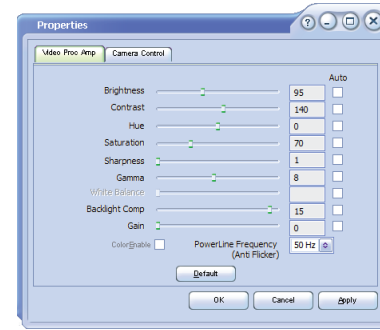 Properties
Video Proc Amp Camera Control
Auto
Brightness 95
Contrast 140
Hue 0
Saturation 70
Sharpness 1
Gamma 8
White Balance
Backlight Comp 15
Gain 0
ColorEnable PowerLine Frequency 50 Hz
(Anti Flicker)
Default
OK Cancel Apply